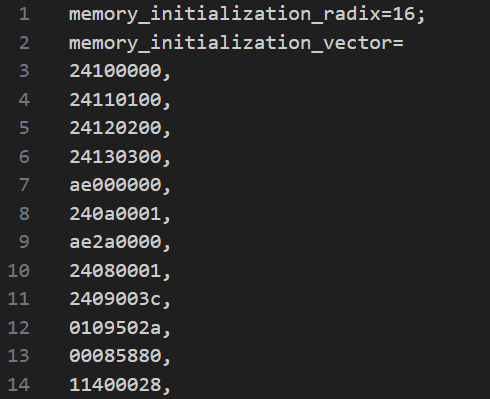 1 memory_initialization_radix=16;
2 memory_initialization_vector=
3 24100000,
4 24110100,
5 24120200,
6 24130300,
7 ae000000,
8 240a0001,
9 ae2a0000,
10 24080001,
11 2409003c,
12 0109502a,
13 00085880,
14 11400028,